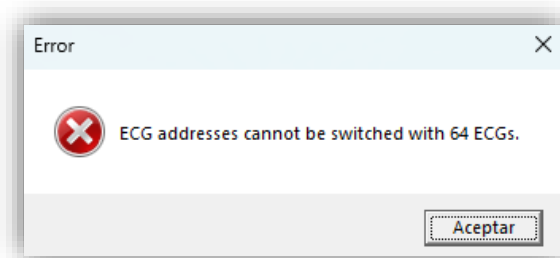 Error
ECG addresses cannot be switched with 64 ECGs.
Aceptar